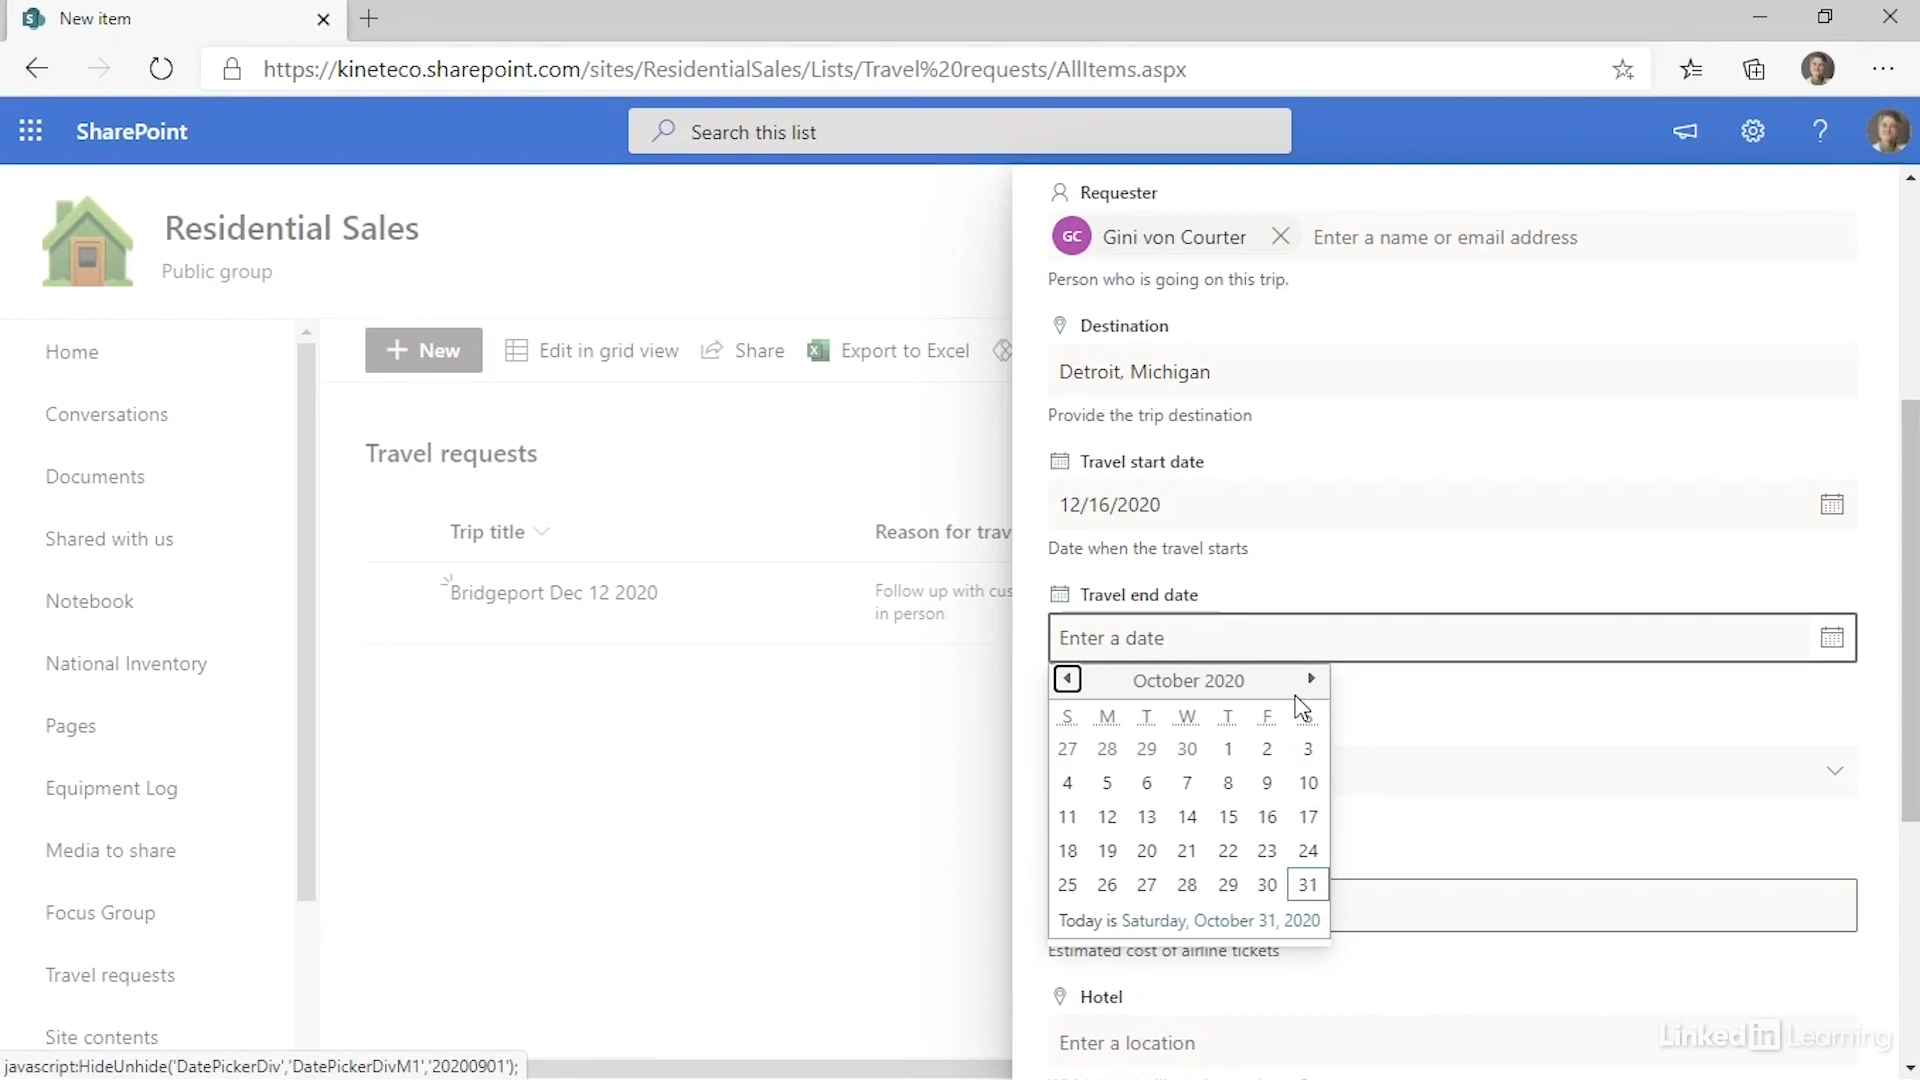 New item
https://kineteco.sharepoint.com/sites/ResidentialSales/Lists/Travel%20requests/AllItems.aspx
SharePoint
Search this list
Residential Sales
Public group
Home
Conversations
Documents
Shared with us
Notebook
National Inventory
Pages
Equipment Log
Media to share
Focus Group
Travel requests
Site contents
New
Edit in grid view
Share
Export to Excel
Travel requests
Trip title
Reason for trav
Bridgeport Dec 12 2020
Follow up with cus
in person
Requester
GC Gini von Courter
Enter a name or email address
Person who is going on this trip.
Destination
Detroit, Michigan
Provide the trip destination
Travel start date
12/16/2020
Date when the travel starts
Travel end date
Enter a date
October 2020
S M T W T F S
27 28 29 30 1 2 3
4 5 6 7 8 9 10
11 12 13 14 15 16 17
18 19 20 21 22 23 24
25 26 27 28 29 30 31
Today is Saturday, October 31, 2020
Estimated cost of airline tickets
Hotel
Enter a location
LinkedIn Learning
javascript:HideUnhide('DatePickerDiv','DatePickerDivM1','20200901');